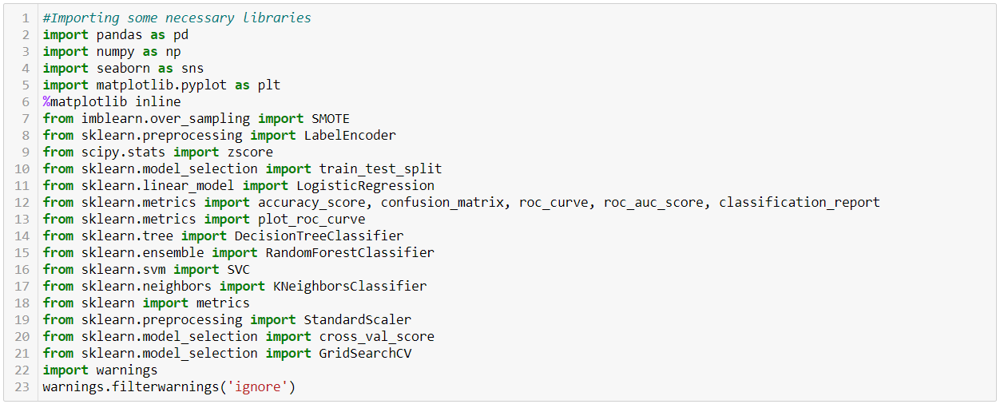 1 #Importing some necessary libraries
2 import pandas as pd
3 import numpy as np
4 import seaborn as sns
5 import matplotlib.pyplot as plt
6 %matplotlib inline
7 from imblearn.over_sampling import SMOTE
8 from sklearn.preprocessing import LabelEncoder
9 from scipy.stats import zscore
10 from sklearn.model_selection import train_test_split
11 from sklearn.linear_model import LogisticRegression
12 from sklearn.metrics import accuracy_score, confusion_matrix, roc_curve, roc_auc_score, classification_report
13 from sklearn.metrics import plot_roc_curve
14 from sklearn.tree import DecisionTreeClassifier
15 from sklearn.ensemble import RandomForestClassifier
16 from sklearn.svm import SVC
17 from sklearn.neighbors import KNeighborsClassifier
18 from sklearn import metrics
19 from sklearn.preprocessing import StandardScaler
20 from sklearn.model_selection import cross_val_score
21 from sklearn.model_selection import GridSearchCV
22 import warnings
23 warnings.filterwarnings('ignore')